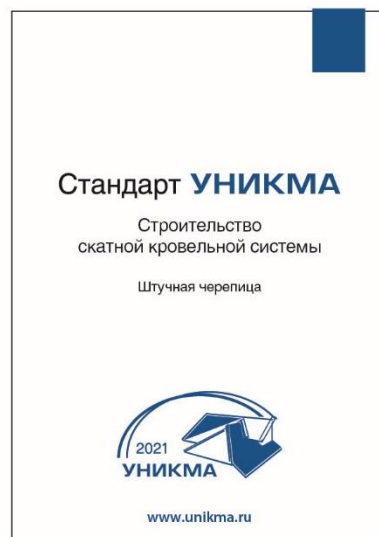 Стандарт УНИКМА
Строительство
скатной кровельной системы
Штучная черепица
2021
УНИКМА
www.unikma.ru